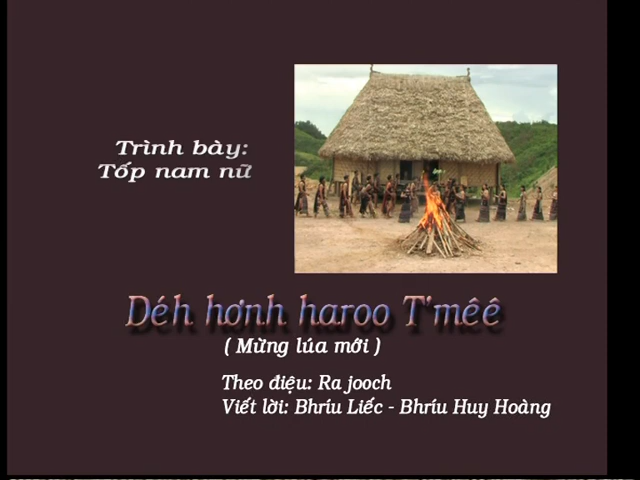 Trình bày:
Tốp nam nữ
Déh hơnh haroo T'mêê
( Mừng lúa mới )
Theo điệu: Ra jooch
Viết lời: Bhríu Liếc - Bhríu Huy Hoàng